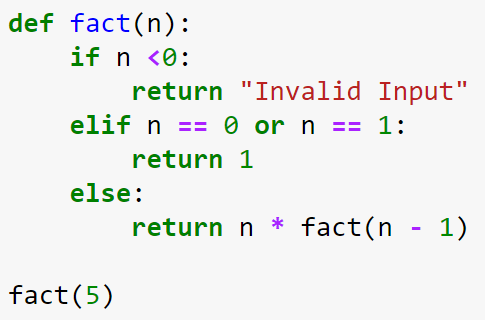 def fact(n):
    if n <0:
        return "Invalid Input"
    elif n == 0 or n == 1:
        return 1
    else:
        return n * fact(n - 1)

fact(5)